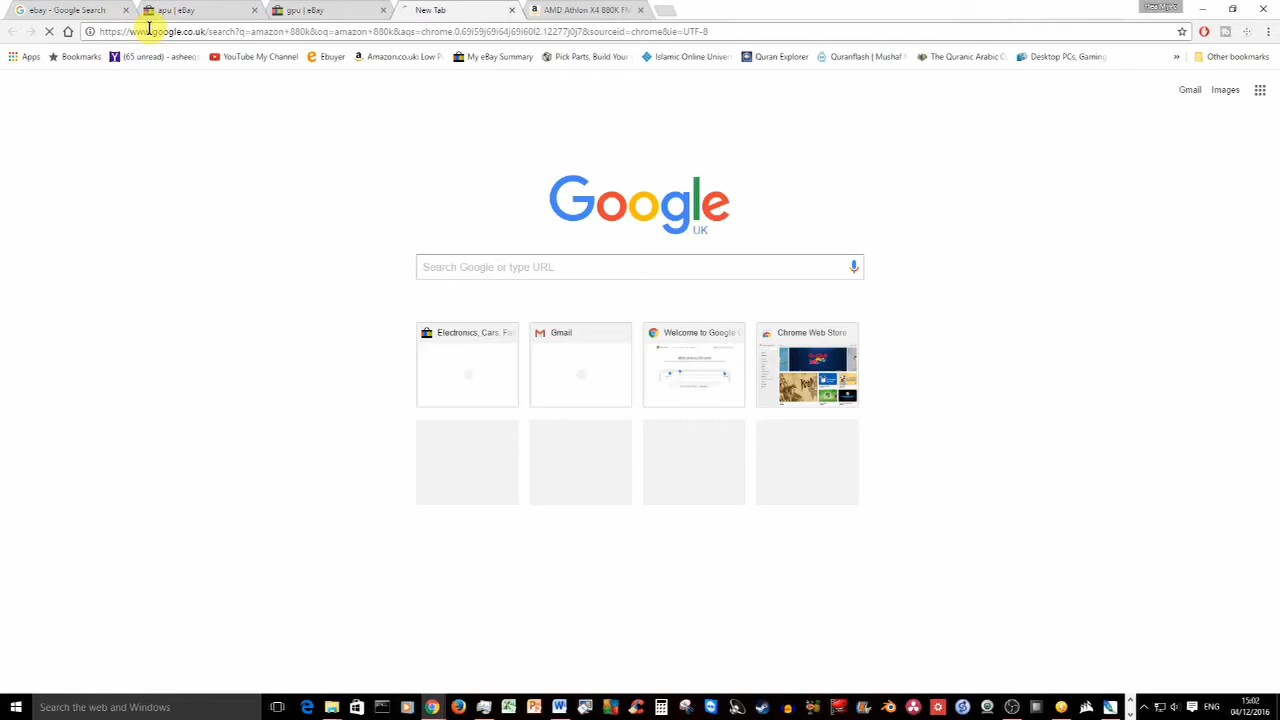 ebay - Google Search
apu | eBay
gpu | eBay
New Tab
AMD Athlon X4 880K FM
https://www.google.co.uk/search?q=amazon+880k&oq=amazon+880k&aqs=chrome.0.69i59j69i64j69i60l2.12277j0j7&sourceid=chrome&ie=UTF-8
Apps
Bookmarks
(65 unread) - asheeqs
YouTube My Channel
Ebuyer
Amazon.co.uk: Low P
My eBay Summary
Pick Parts, Build Your
Islamic Online Univer
Quran Explorer
Quranflash | Mushaf
The Quranic Arabic C
Desktop PCs, Gaming
»
Other bookmarks
Gmail
Images
Google
UK
Search Google or type URL
Electronics, Cars, Fas
Gmail
Welcome to Google C
Chrome Web Store
Search the web and Windows
ENG
15:02
04/12/2016